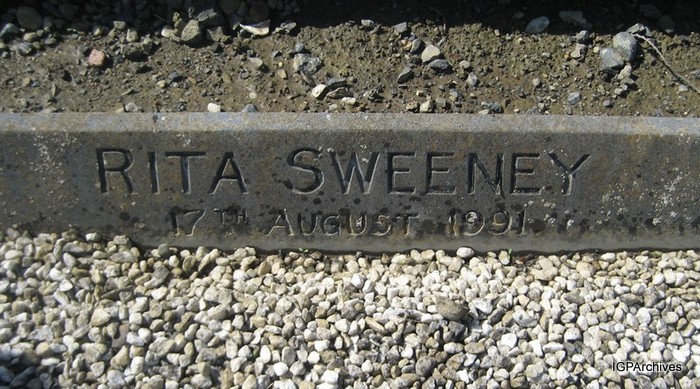 RITA SWEENEY
17TH AUGUST 1991
IGPArchives